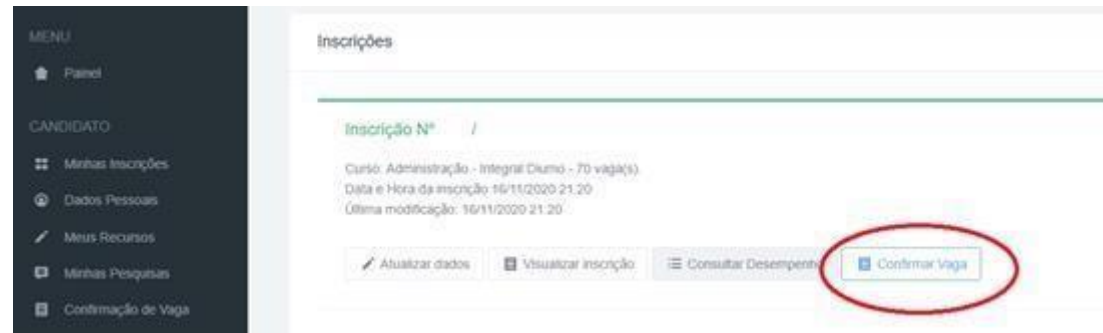 MENU
Painel
CANDIDATO
Minhas Inscrições
Dados Pessoais
Meus Recursos
Minhas Pesquisas
Confirmação de Vaga
Inscrições
Inscrição Nº /
Curso: Administração - Integral Diurno - 70 vaga(s)
Data e Hora da inscrição 16/11/2020 21:20
Última modificação: 16/11/2020 21:20
Atualizar dados Visualizar inscrição Consultar Desempenho Confirmar Vaga